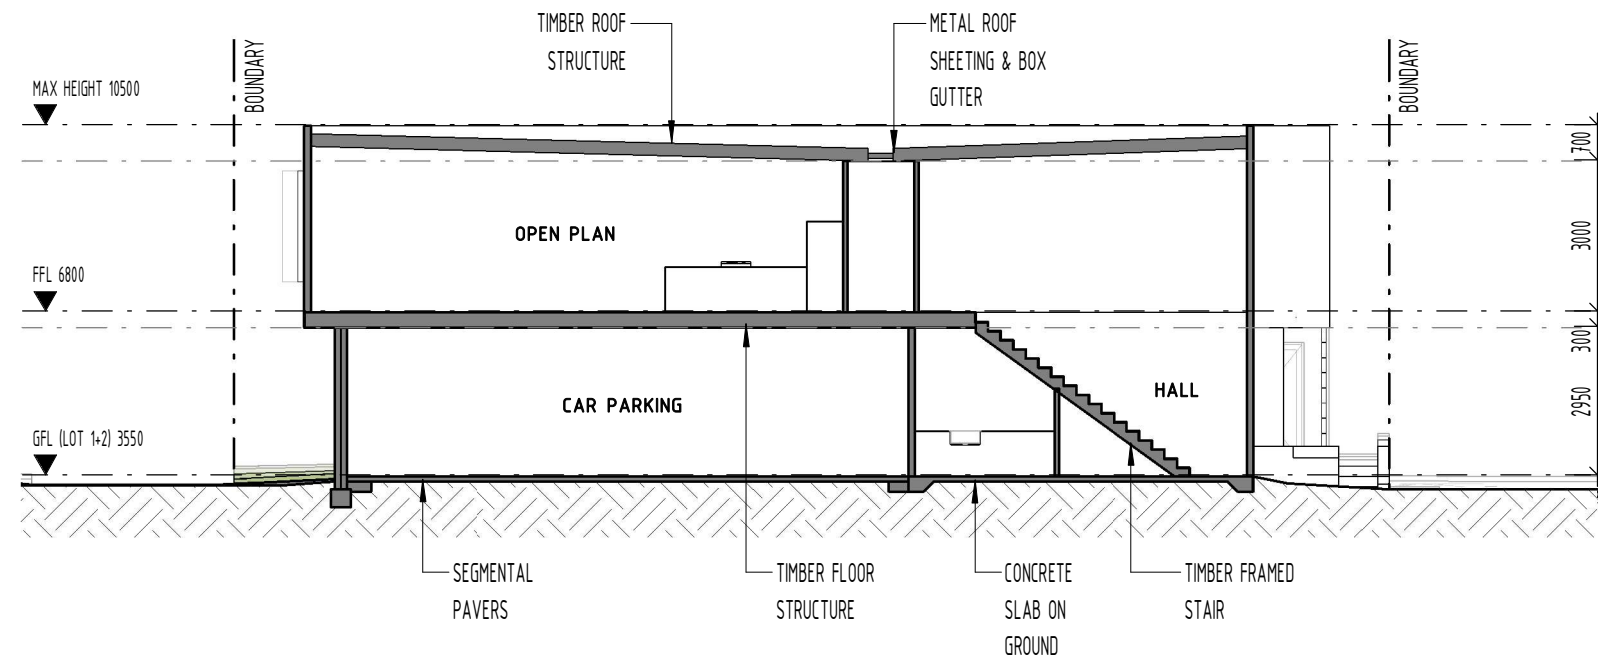 TIMBER ROOF
STRUCTURE
METAL ROOF
SHEETING & BOX
GUTTER
BOUNDARY
BOUNDARY
MAX HEIGHT 10500
700
OPEN PLAN
3000
FFL 6800
300
CAR PARKING
HALL
2950
GFL (LOT 1+2) 3550
SEGMENTAL
PAVERS
TIMBER FLOOR
STRUCTURE
CONCRETE
SLAB ON
GROUND
TIMBER FRAMED
STAIR